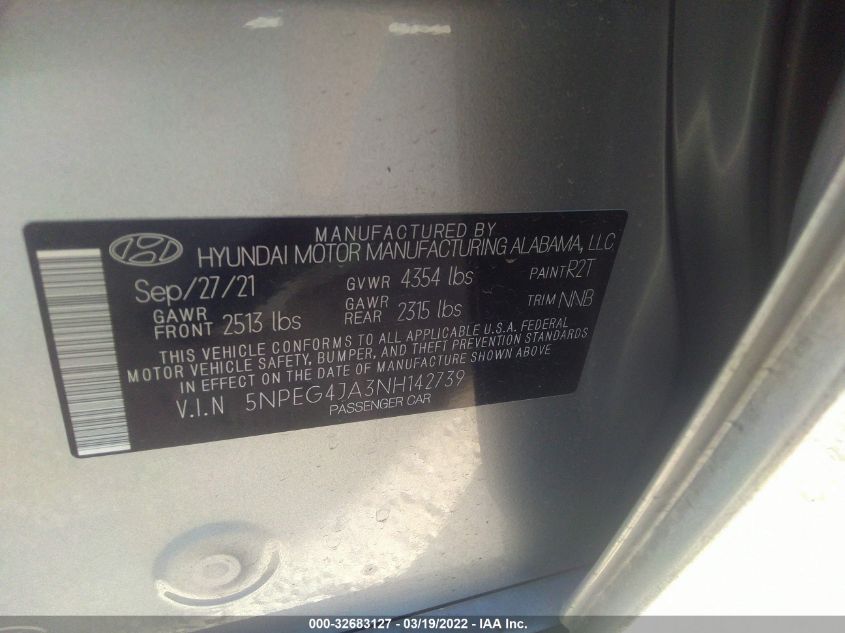 MANUFACTURED BY
HYUNDAI MOTOR MANUFACTURING ALABAMA, LLC
Sep/27/21
GVWR 4354 lbs
PAINT R2T
GAWR FRONT 2513 lbs
GAWR REAR 2315 lbs
TRIM NNB
THIS VEHICLE CONFORMS TO ALL APPLICABLE U.S.A. FEDERAL
MOTOR VEHICLE SAFETY, BUMPER, AND THEFT PREVENTION STANDARDS
IN EFFECT ON THE DATE OF MANUFACTURE SHOWN ABOVE
V.I.N 5NPEG4JA3NH142739
PASSENGER CAR
000-32683127 - 03/19/2022 - IAA Inc.